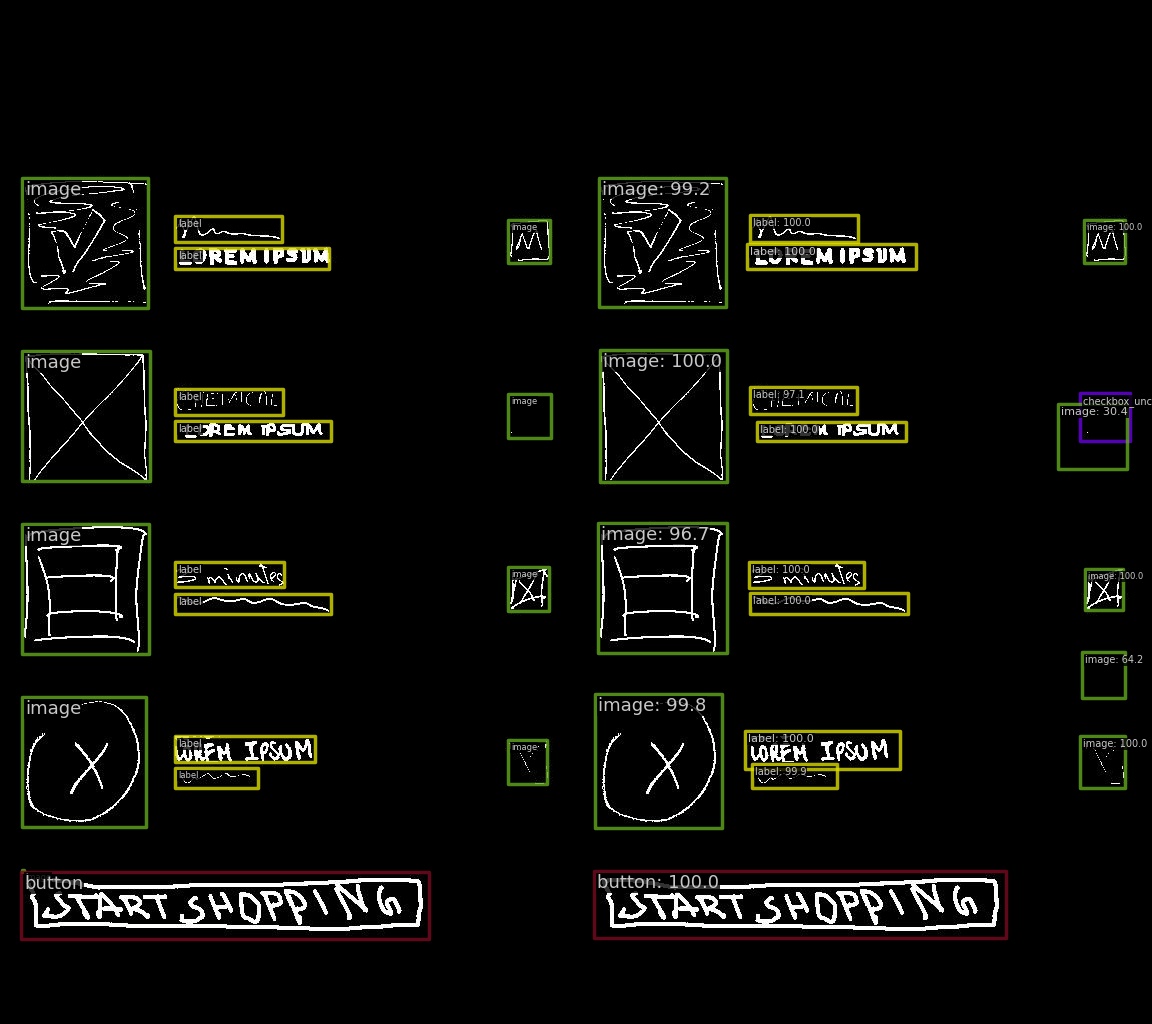 image
image: 99.2
label
label: 100.0
image
image: 100.0
label
LOREM IPSUM
label: 100.0
LOREM IPSUM
image
image: 100.0
label
CHEMICAL
97.1
CHEMICAL
image
checkbox_unc
image: 30.4
label
LOREM IPSUM
label: 100.0
M IPSUM
image
image: 96.7
label
5 minutes
label: 100.0
5 minutes
image
image: 100.0
label
label: 100.0
image: 64.2
image
image: 99.8
label
LOREM IPSUM
label: 100.0
LOREM IPSUM
image
image: 100.0
label
label: 99.9
button
START SHOPPING
button: 100.0
START SHOPPING